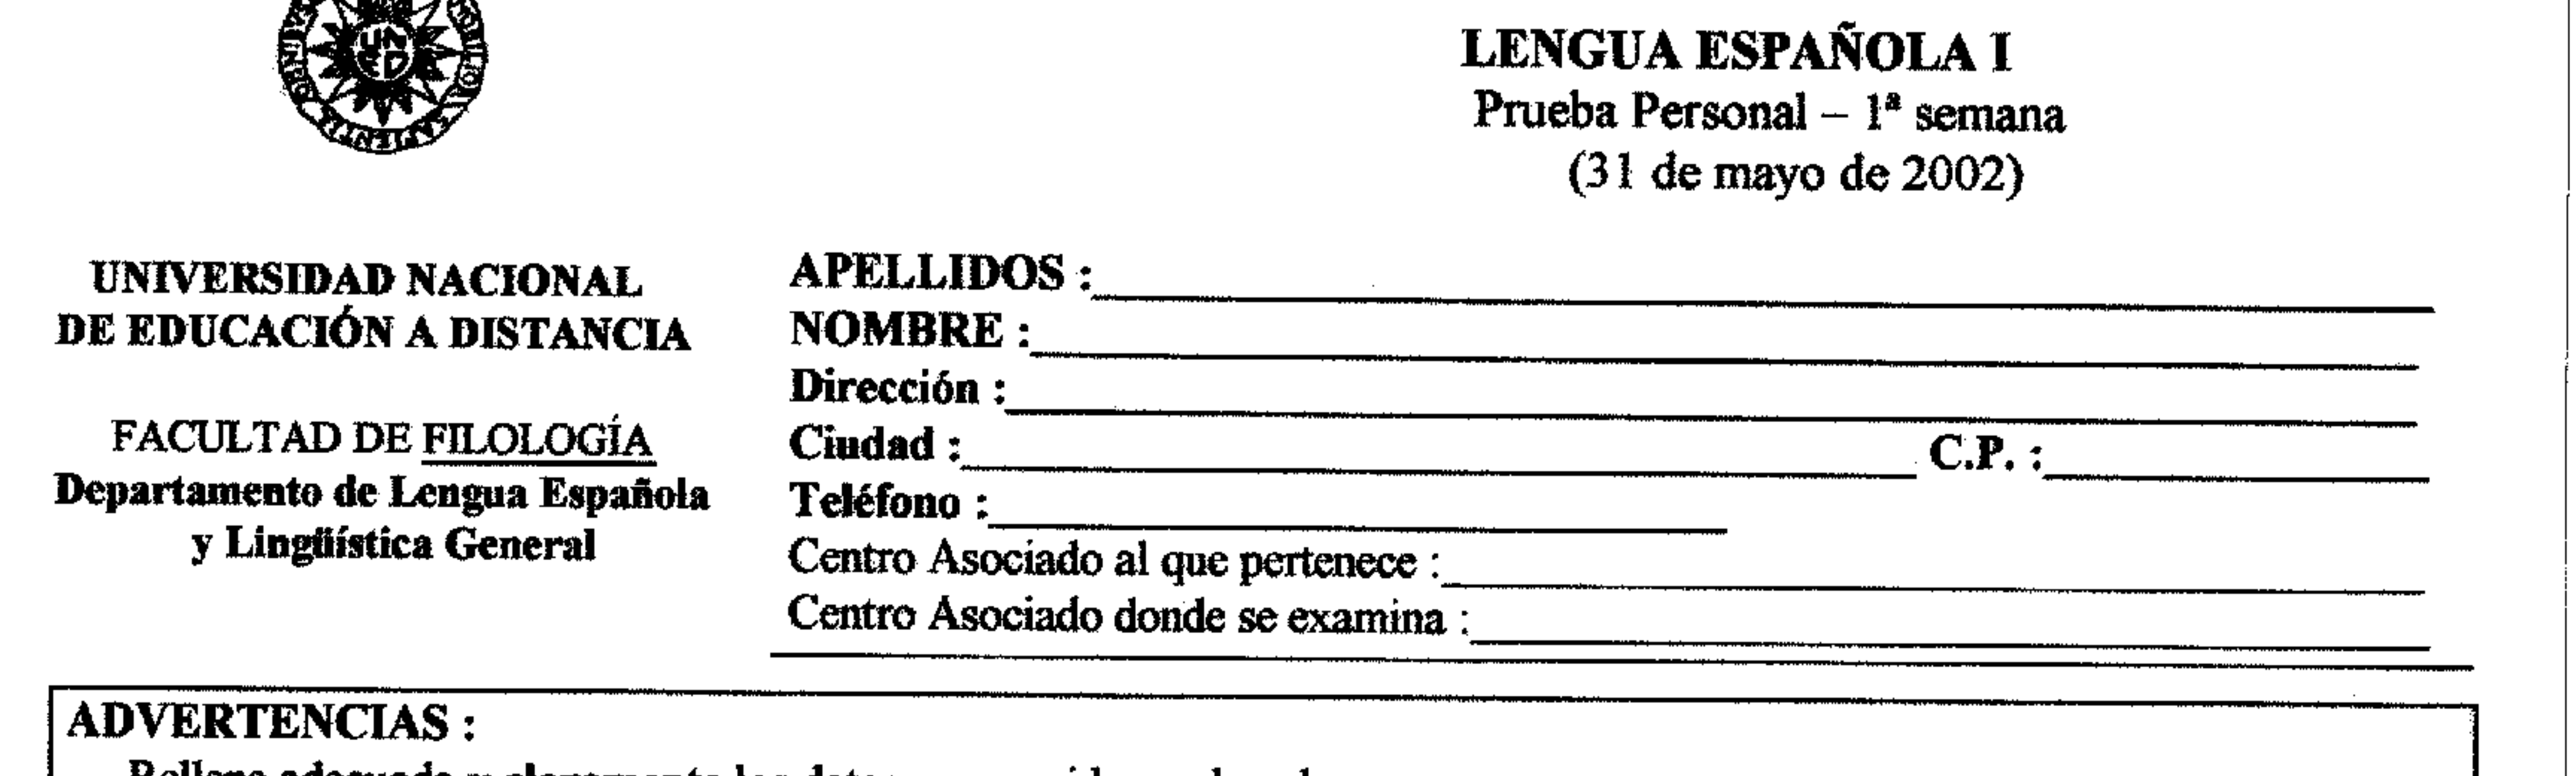 UNED
LENGUA ESPAÑOLA I
Prueba Personal – 1ª semana
(31 de mayo de 2002)
UNIVERSIDAD NACIONAL
DE EDUCACIÓN A DISTANCIA
FACULTAD DE FILOLOGÍA
Departamento de Lengua Española
y Lingüística General
APELLIDOS :
NOMBRE :
Dirección :
Ciudad : C.P. :
Teléfono :
Centro Asociado al que pertenece :
Centro Asociado donde se examina :
ADVERTENCIAS :